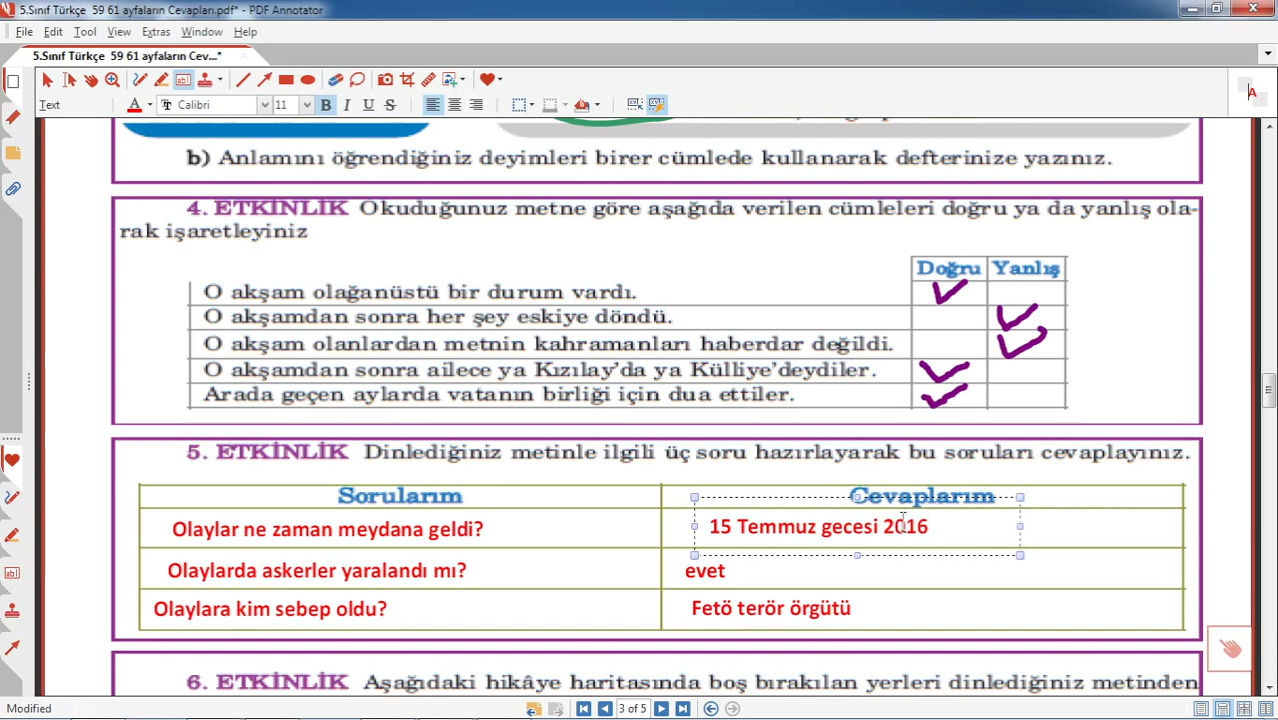 5.Sınıf Türkçe 59 61 ayfaların Cevapları.pdf* - PDF Annotator
File Edit Tool View Extras Window Help
5.Sınıf Türkçe 59 61 ayfaların Cev...*
Text Calibri 11 B I U S
b) Anlamını öğrendiğiniz deyimleri birer cümlede kullanarak defterinize yazınız.
4. ETKİNLİK Okuduğunuz metne göre aşağıda verilen cümleleri doğru ya da yanlış ola-
rak işaretleyiniz
Doğru Yanlış
O akşam olağanüstü bir durum vardı.
O akşamdan sonra her şey eskiye döndü.
O akşam olanlardan metnin kahramanları haberdar değildi.
O akşamdan sonra ailece ya Kızılay'da ya Külliye'deydiler.
Arada geçen aylarda vatanın birliği için dua ettiler.
5. ETKİNLİK Dinlediğiniz metinle ilgili üç soru hazırlayarak bu soruları cevaplayınız.
Sorularım Cevaplarım
Olaylar ne zaman meydana geldi? 15 Temmuz gecesi 2016
Olaylarda askerler yaralandı mı? evet
Olaylara kim sebep oldu? Fetö terör örgütü
6. ETKİNLİK Aşağıdaki hikâye haritasında boş bırakılan yerleri dinlediğiniz metinden
Modified 3 of 5